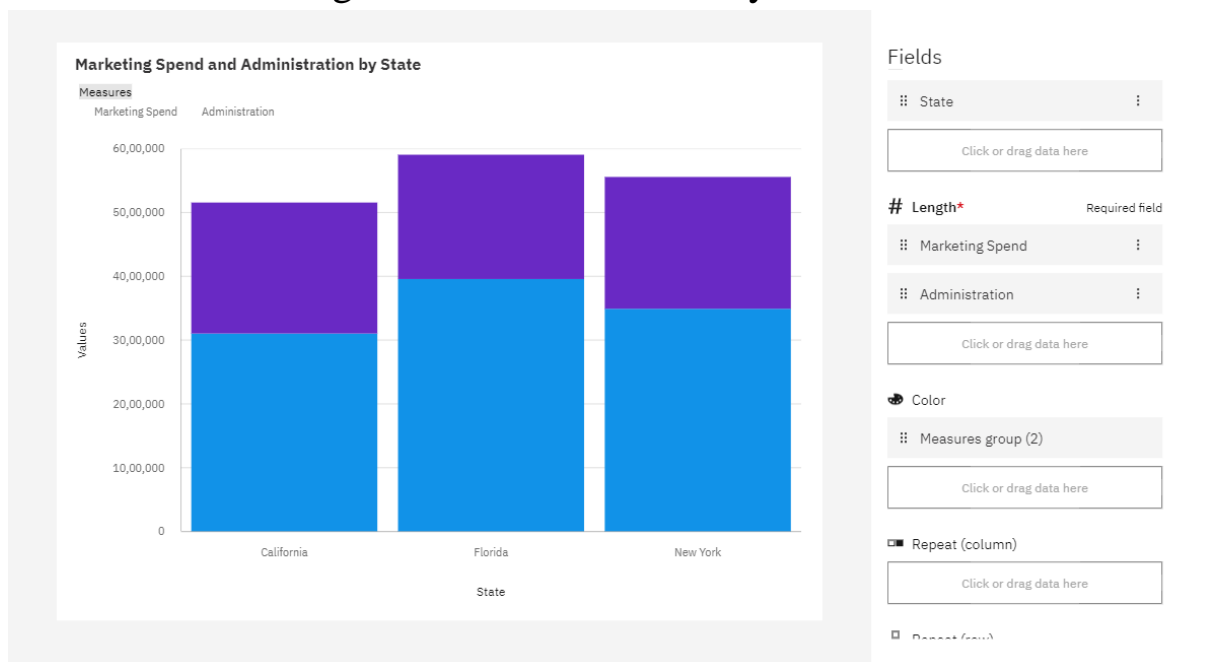 Marketing Spend and Administration by State
Measures
Marketing Spend Administration
60,00,000
50,00,000
40,00,000
30,00,000
20,00,000
10,00,000
0
Values
California Florida New York
State
Fields
State
Click or drag data here
# Length* Required field
Marketing Spend
Administration
Click or drag data here
Color
Measures group (2)
Click or drag data here
Repeat (column)
Click or drag data here
Repeat (row)